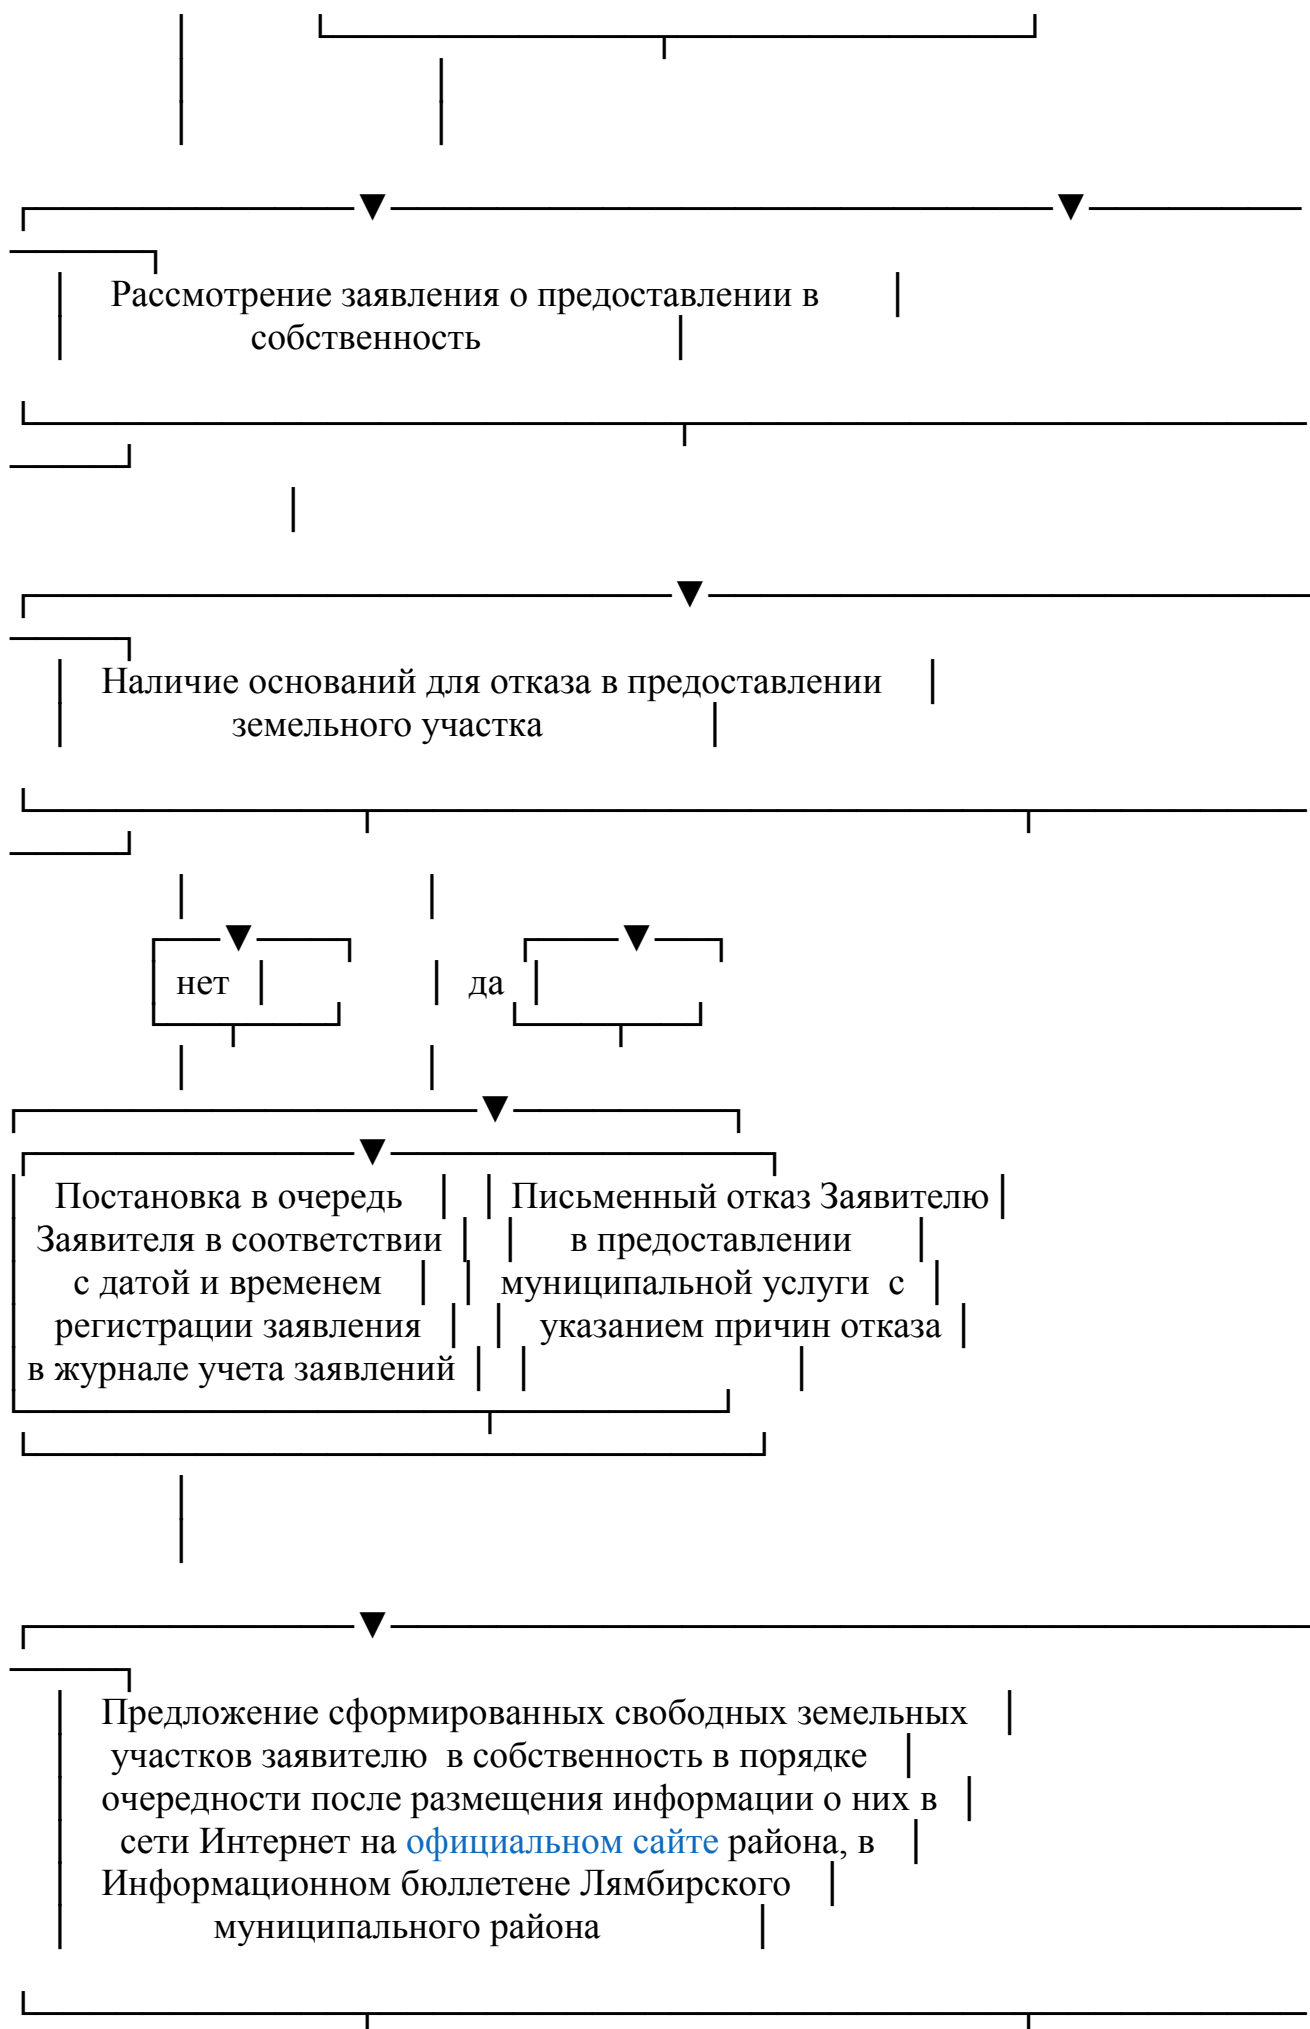 Рассмотрение заявления о предоставлении в
собственность
Наличие оснований для отказа в предоставлении
земельного участка
нет да
Постановка в очередь Письменный отказ Заявителю
Заявителя в соответствии в предоставлении
с датой и временем муниципальной услуги с
регистрации заявления указанием причин отказа
в журнале учета заявлений
Предложение сформированных свободных земельных
участков заявителю в собственность в порядке
очередности после размещения информации о них в
сети Интернет на официальном сайте района, в
Информационном бюллетене Лямбирского
муниципального района